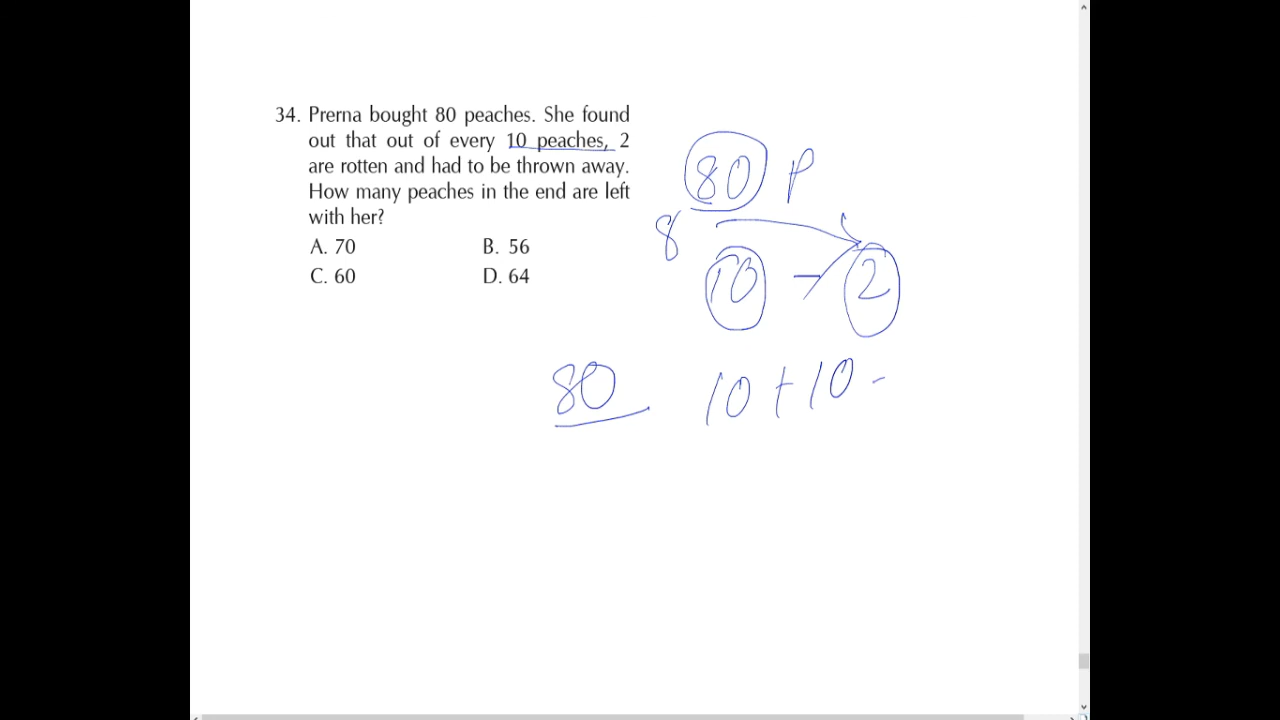 34. Prerna bought 80 peaches. She found
out that out of every 10 peaches, 2
are rotten and had to be thrown away.
How many peaches in the end are left
with her?
A. 70 B. 56
C. 60 D. 64
80 P
8
10 - 2
80 10 + 10 -